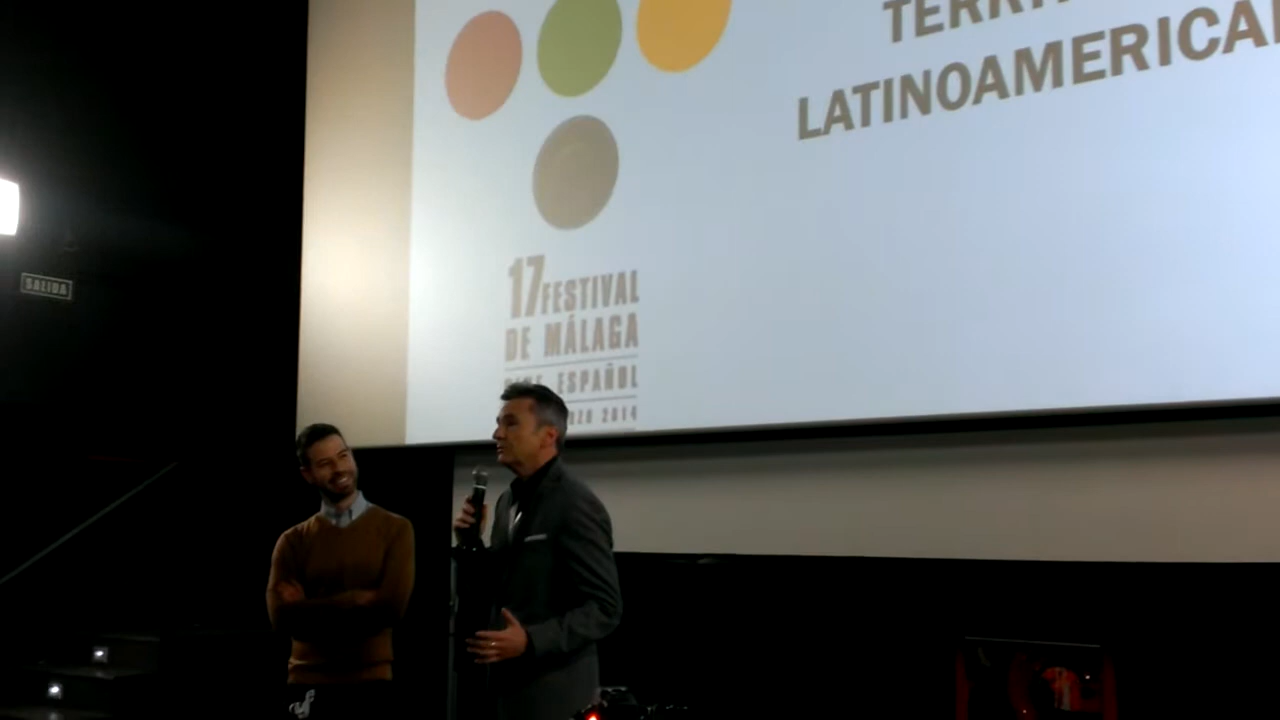 LATINOAMERICA
17 FESTIVAL
DE MÁLAGA
ESPAÑOL
2014
SALIDA